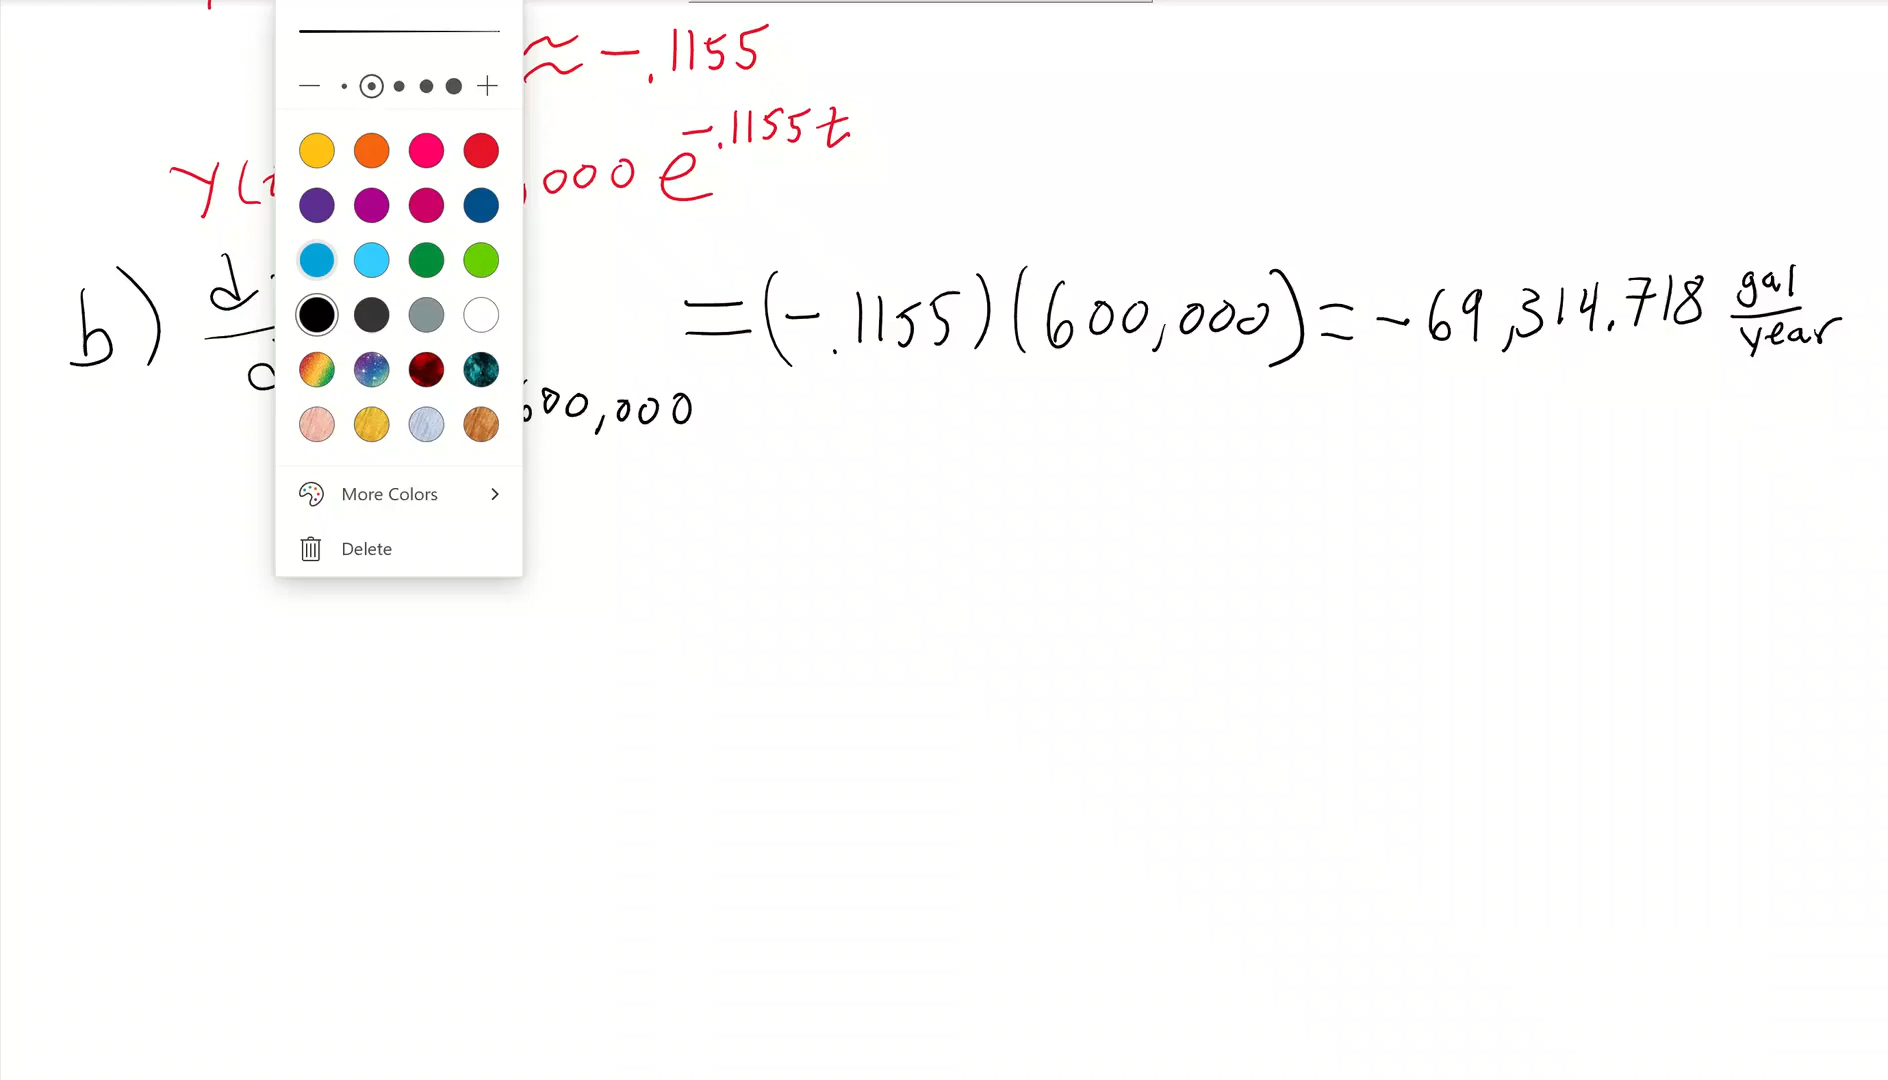 ≈ -.1155
y( ,000 e^{-.1155t}
b) d = (-.1155)(600,000) = -69,314.718 gal/year
600,000
More Colors
Delete